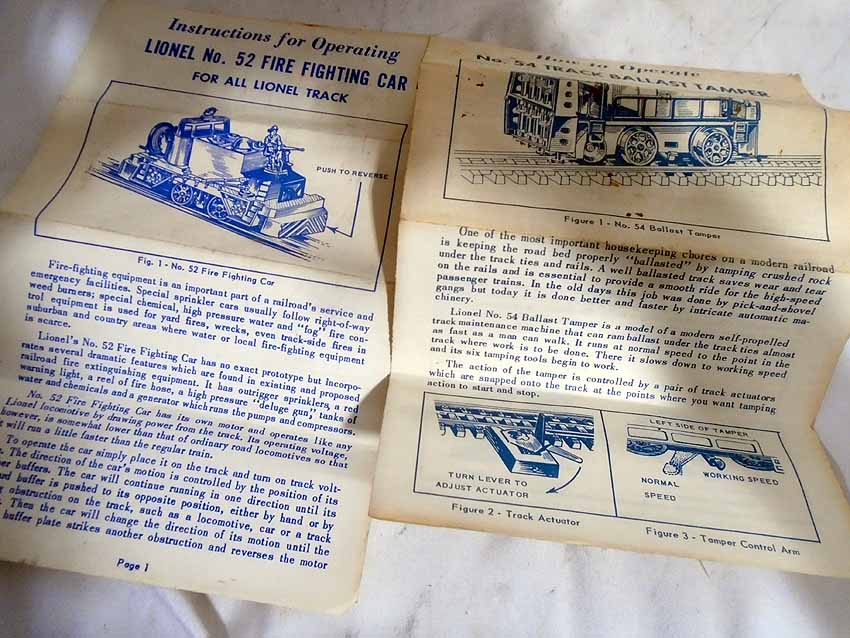 Instructions for Operating
LIONEL No. 52 FIRE FIGHTING CAR
FOR ALL LIONEL TRACK
PUSH TO REVERSE
Fig. 1 - No. 52 Fire Fighting Car
Fire-fighting equipment is an important part of a railroad's service and
emergency facilities. Special sprinkler cars usually follow right-of-way
weed burners; special chemical, high pressure water and "fog" fire con-
trol equipment is used for yard fires, wrecks, even track-side fires in
suburban and country areas where water or local fire-fighting equipment
is scarce.
Lionel's No. 52 Fire Fighting Car has no exact prototype but incorpo-
rates several dramatic features which are found in existing and proposed
railroad fire extinguishing equipment. It has outrigger sprinklers, a red
warning light, a reel of fire hose, a high pressure "deluge gun," tanks of
water and chemicals and a generator which runs the pumps and compressors.
No. 52 Fire Fighting Car has its own motor and operates like any
Lionel locomotive by drawing power from the track. Its operating voltage,
however, is somewhat lower than that of ordinary road locomotives so that
it will run a little faster than the regular train.
To operate the car simply place it on the track and turn on track volt-
The direction of the car's motion is controlled by the position of its
buffers. The car will continue running in one direction until its
buffer is pushed to its opposite position, either by hand or by
obstruction on the track, such as a locomotive, car or a track
Then the car will change the direction of its motion until the
buffer plate strikes another obstruction and reverses the motor
Page 1
How to Operate
No. 54 TRACK BALLAST TAMPER
Figure 1 - No. 54 Ballast Tamper
One of the most important housekeeping chores on a modern railroad
is keeping the road bed properly "ballasted" by tamping crushed rock
under the track ties and rails. A well ballasted track saves wear and tear
on the rails and is essential to provide a smooth ride for the high-speed
passenger trains. In the old days this job was done by pick-and-shovel
gangs but today it is done better and faster by intricate automatic ma-
chinery.
Lionel No. 54 Ballast Tamper is a model of a modern self-propelled
track maintenance machine that can ram ballast under the track ties almost
as fast as a man can walk. It runs at normal speed to the point in the
track where work is to be done. There it slows down to working speed
and its six tamping tools begin to work.
The action of the tamper is controlled by a pair of track actuators
which are snapped onto the track at the points where you want tamping
action to start and stop.
TURN LEVER TO
ADJUST ACTUATOR
Figure 2 - Track Actuator
LEFT SIDE OF TAMPER
NORMAL
SPEED
WORKING SPEED
Figure 3 - Tamper Control Arm